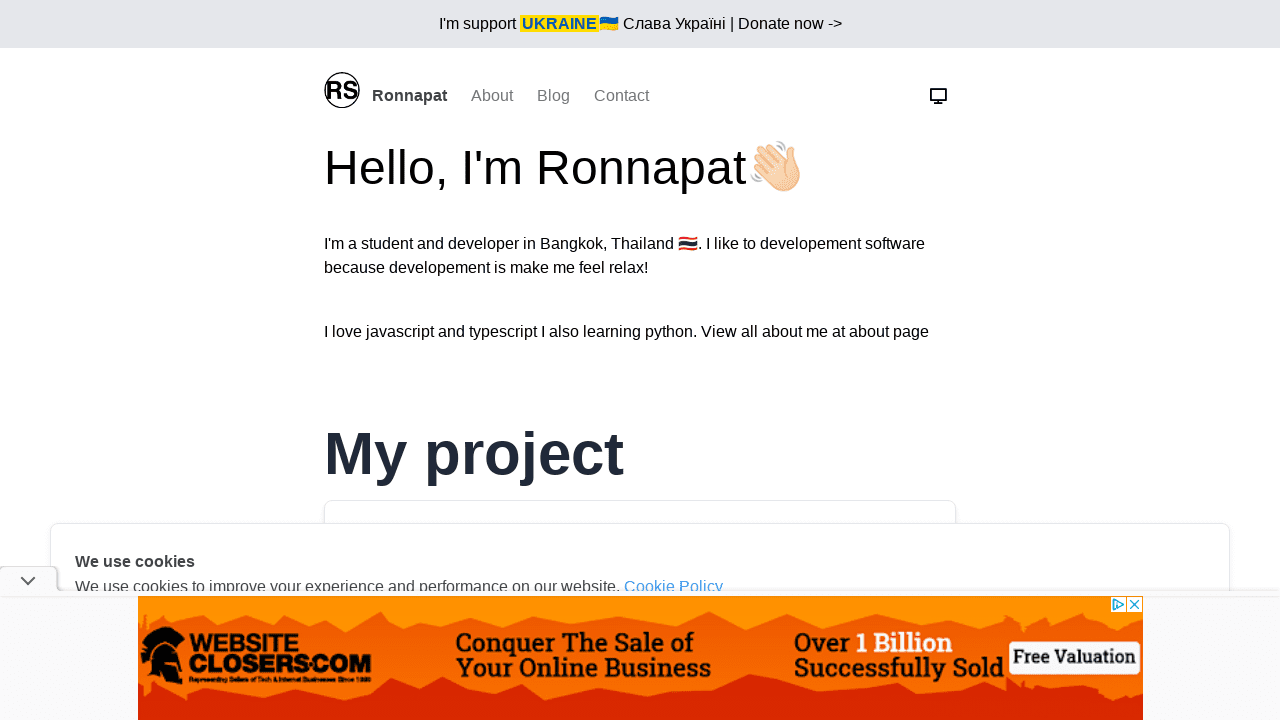 I'm support UKRAINE🇺🇦 Слава Україні | Donate now ->
RS Ronnapat About Blog Contact
Hello, I'm Ronnapat👋🏻
I'm a student and developer in Bangkok, Thailand 🇹🇭. I like to developement software
because developement is make me feel relax!
I love javascript and typescript I also learning python. View all about me at about page
My project
We use cookies
We use cookies to improve your experience and performance on our website. Cookie Policy
WEBSITE
CLOSERS.COM
Representing Sellers of Tech & Internet Businesses Since 1996
Conquer The Sale of
Your Online Business
Over 1 Billion
Successfully Sold
Free Valuation